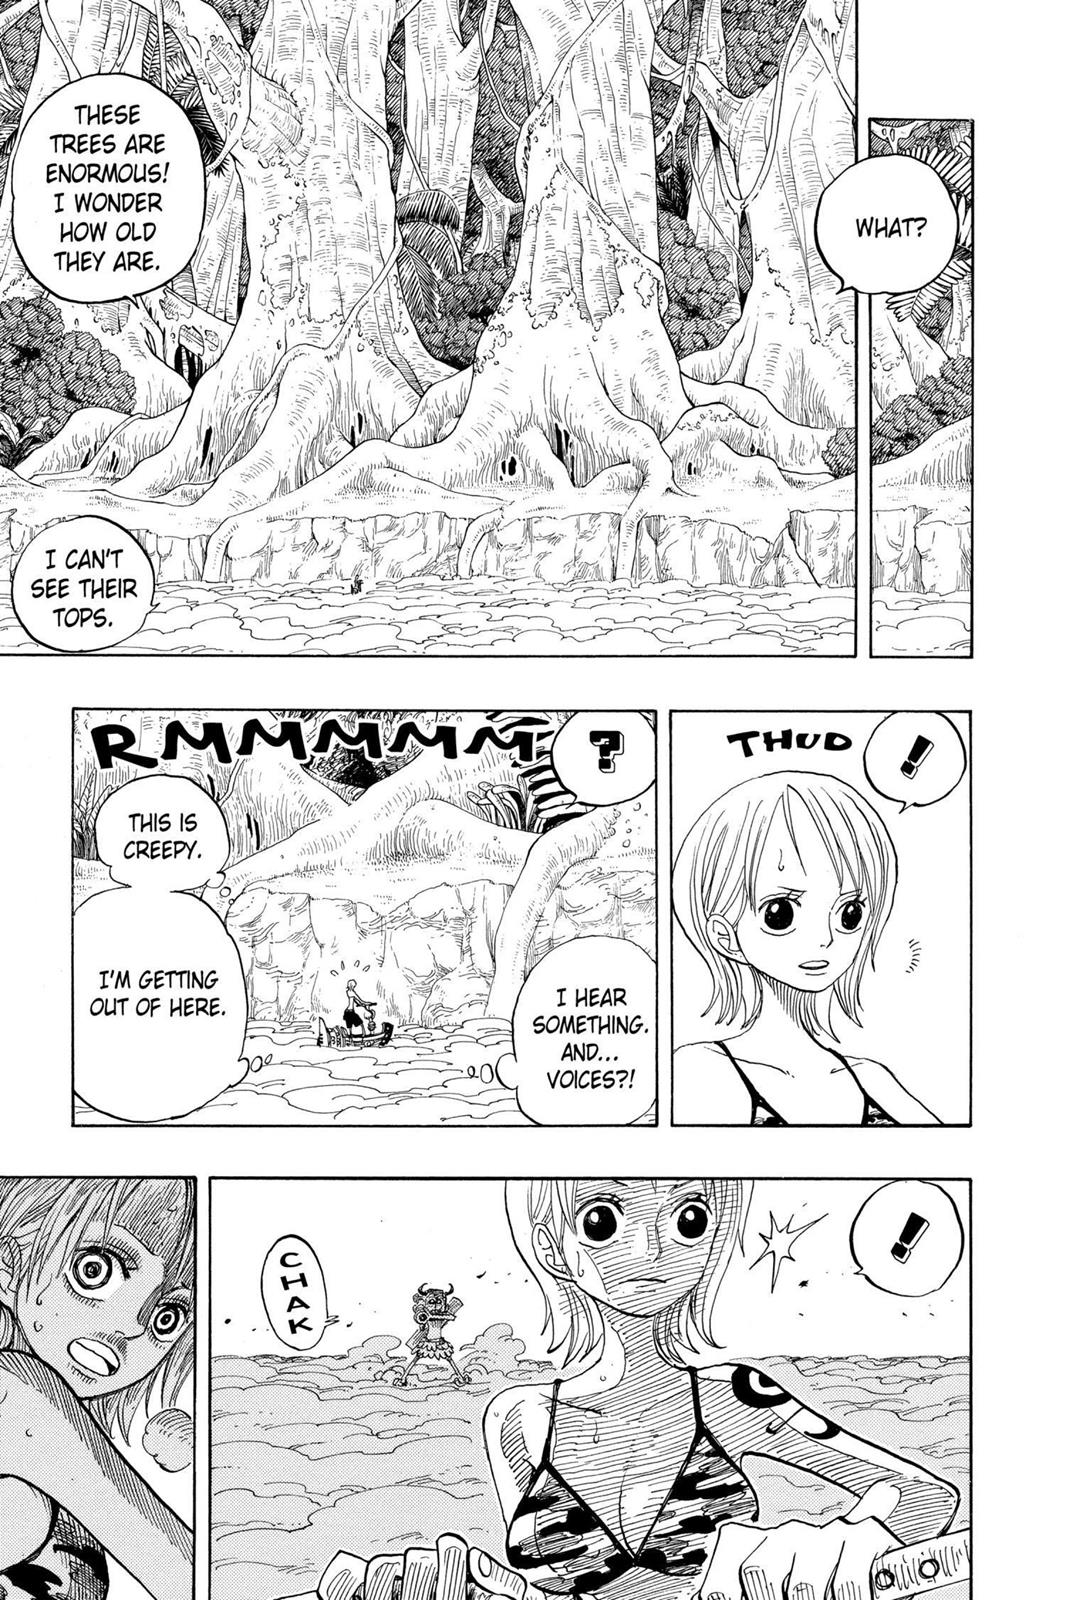 WHAT?
THESE
TREES ARE
ENORMOUS!
I WONDER
HOW OLD
THEY ARE.
I CAN'T
SEE THEIR
TOPS.
!
THUD
?
RMMMMMM
I HEAR
SOMETHING.
AND...
VOICES?!
THIS IS
CREEPY.
I'M GETTING
OUT OF HERE.
!
CHAK